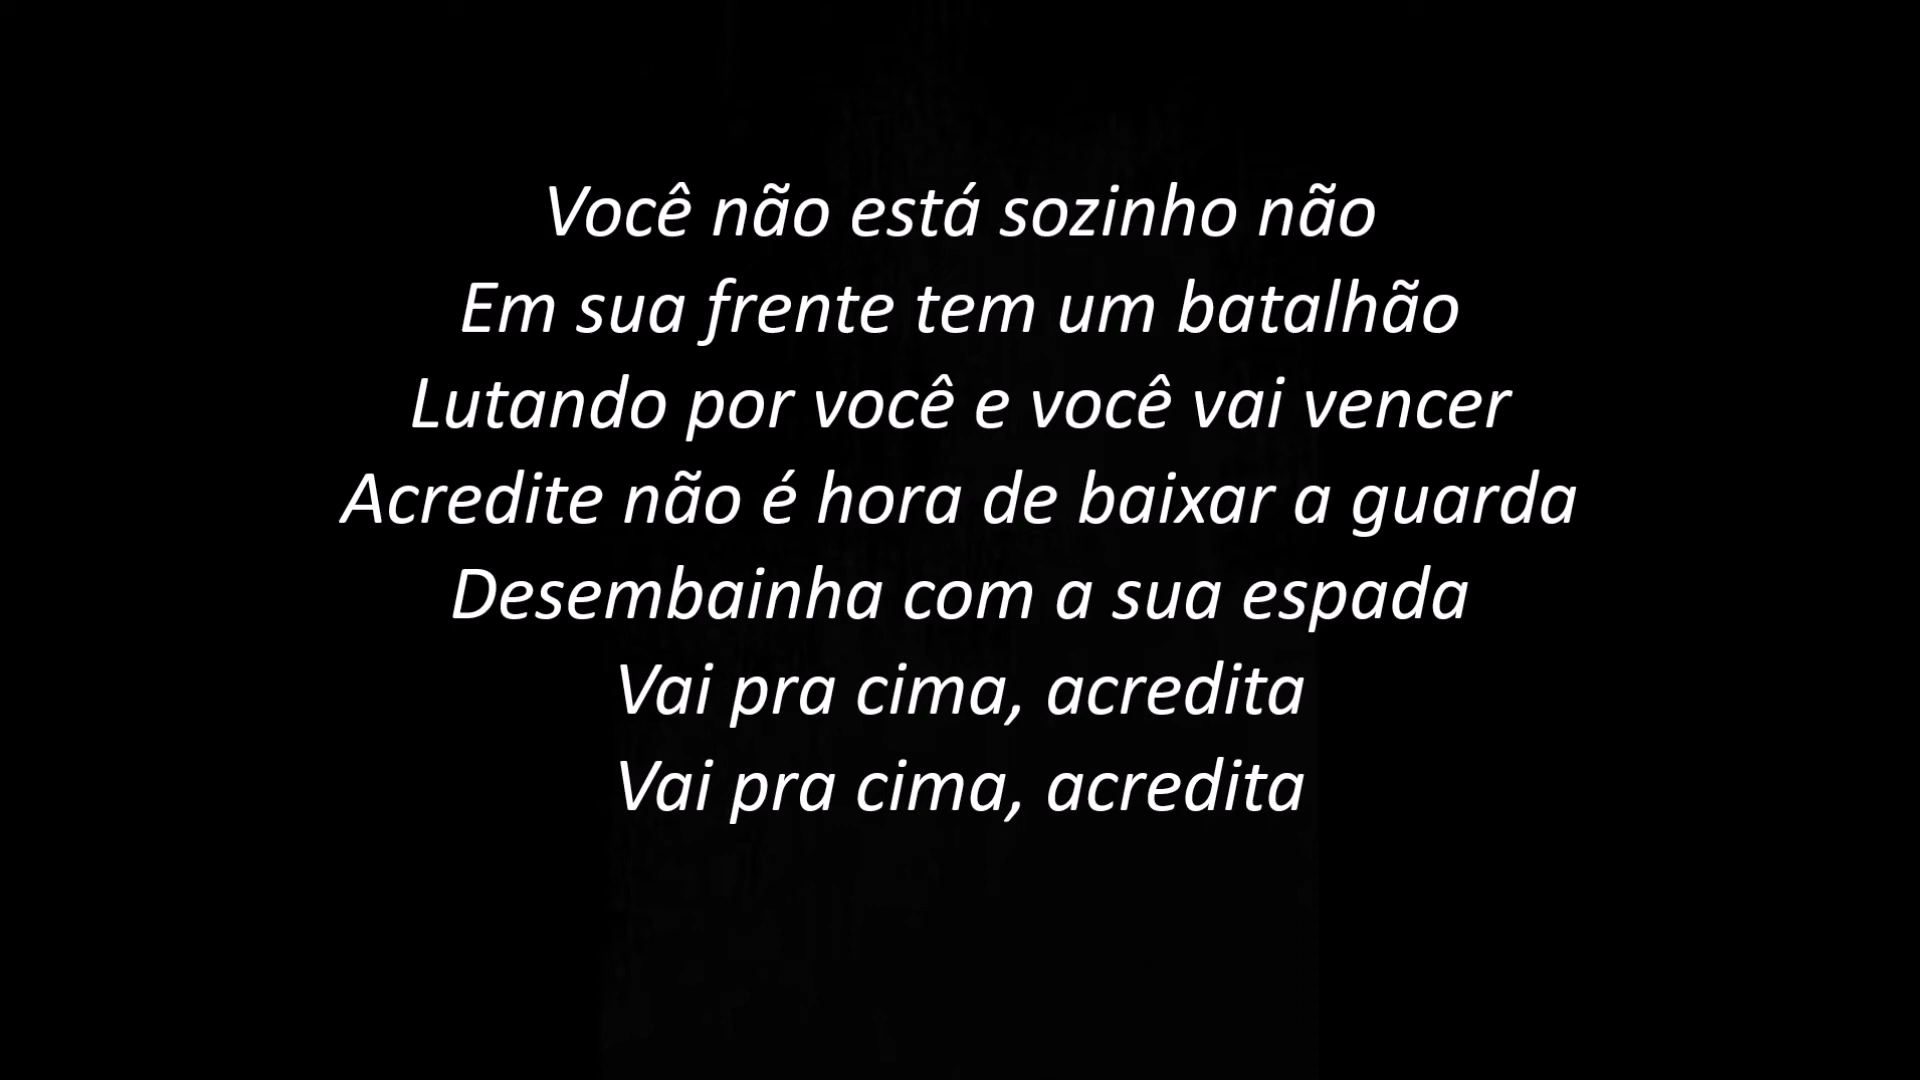 Você não está sozinho não
Em sua frente tem um batalhão
Lutando por você e você vai vencer
Acredite não é hora de baixar a guarda
Desembainha com a sua espada
Vai pra cima, acredita
Vai pra cima, acredita